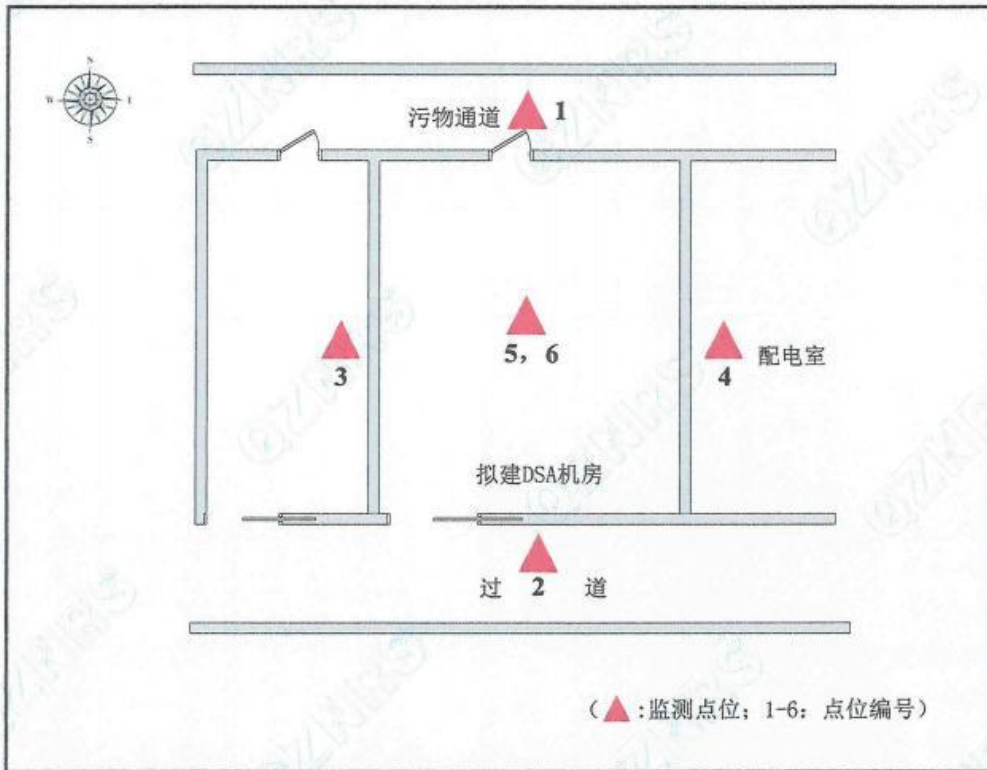 N
W
S
污物通道 1
3
5，6
4 配电室
拟建DSA机房
过 2 道
（▲:监测点位；1-6：点位编号）
QZHRS